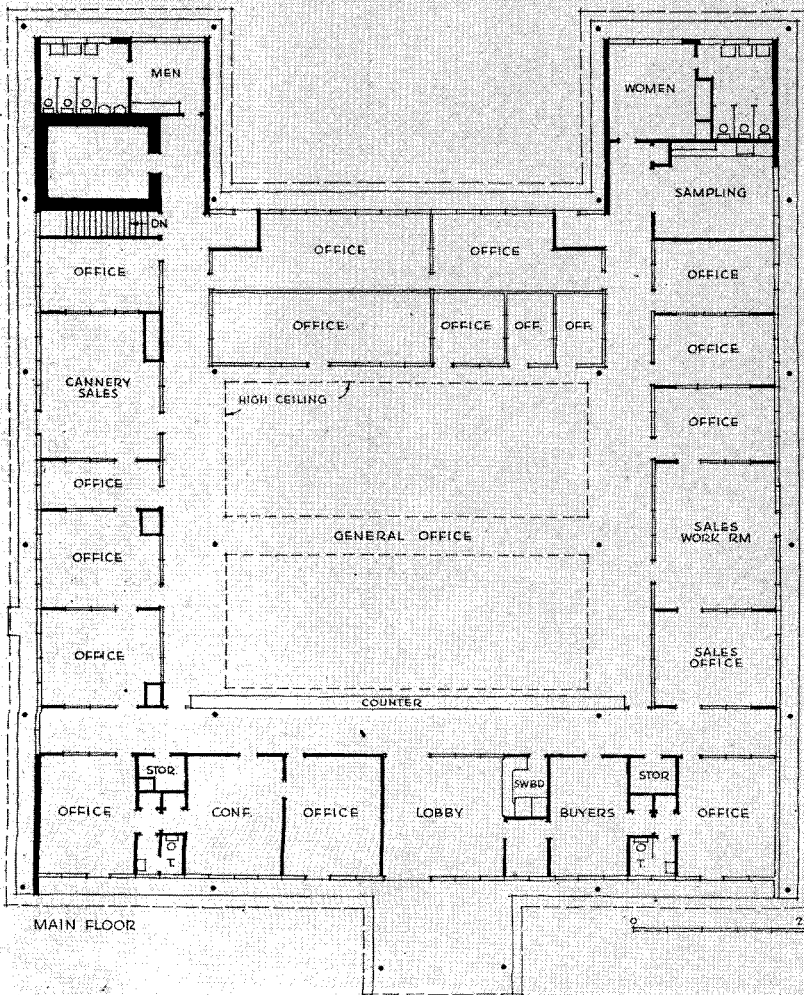 MEN
WOMEN
SAMPLING
DN
OFFICE
OFFICE
OFFICE
OFFICE
OFFICE
OFFICE
OFF.
OFF.
OFFICE
CANNERY
SALES
HIGH CEILING
OFFICE
OFFICE
OFFICE
GENERAL OFFICE
SALES
WORK RM
OFFICE
SALES
OFFICE
COUNTER
STOR.
SWBD
STOR
OFFICE
CONF.
OFFICE
LOBBY
BUYERS
OFFICE
MAIN FLOOR
0
2